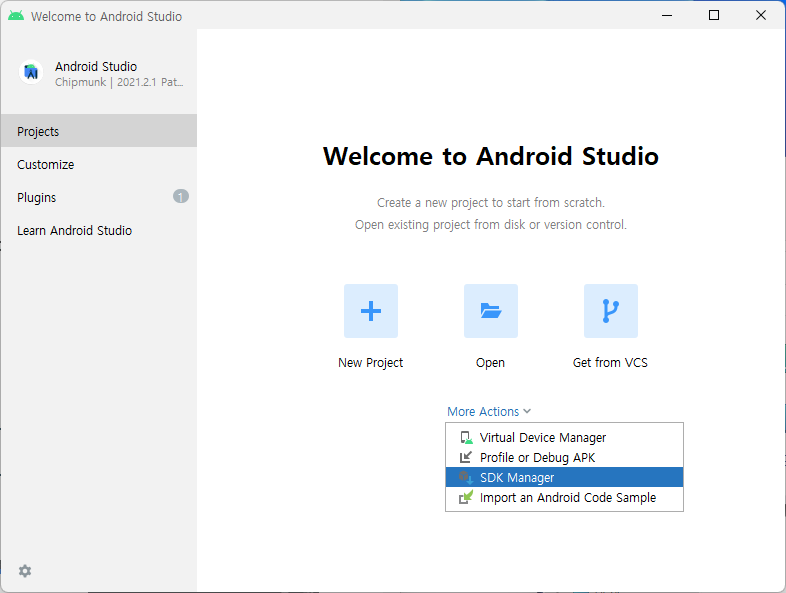 Welcome to Android Studio
Android Studio
Chipmunk | 2021.2.1 Pat...
Projects
Customize
Plugins 1
Learn Android Studio
Welcome to Android Studio
Create a new project to start from scratch.
Open existing project from disk or version control.
New Project Open Get from VCS
More Actions
Virtual Device Manager
Profile or Debug APK
SDK Manager
Import an Android Code Sample